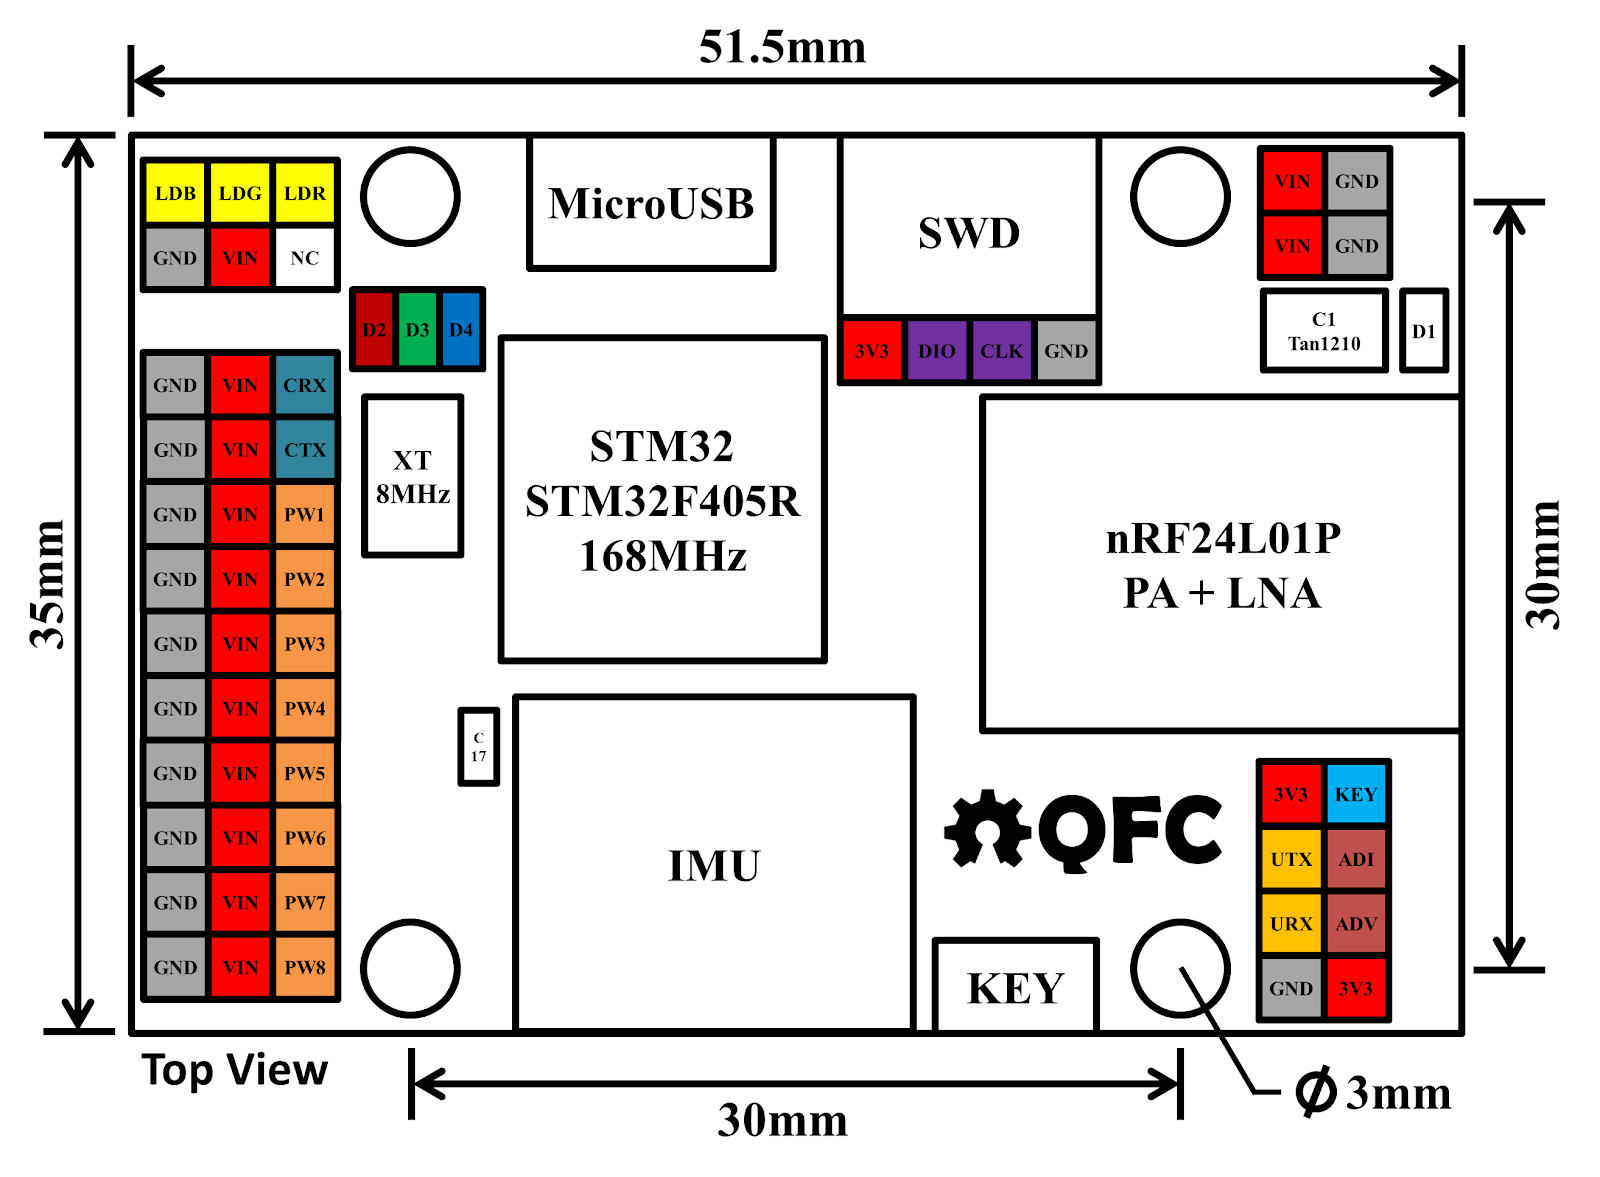 51.5mm
35mm
LDB LDG LDR
GND VIN NC
MicroUSB
SWD
3V3 DIO CLK GND
VIN GND
VIN GND
C1
Tan1210
D1
D2 D3 D4
GND VIN CRX
GND VIN CTX
GND VIN PW1
GND VIN PW2
GND VIN PW3
GND VIN PW4
GND VIN PW5
GND VIN PW6
GND VIN PW7
GND VIN PW8
XT
8MHz
STM32
STM32F405R
168MHz
nRF24L01P
PA + LNA
30mm
C
17
IMU
QFC
KEY
3V3 KEY
UTX ADI
URX ADV
GND 3V3
Top View
30mm
ϕ 3mm